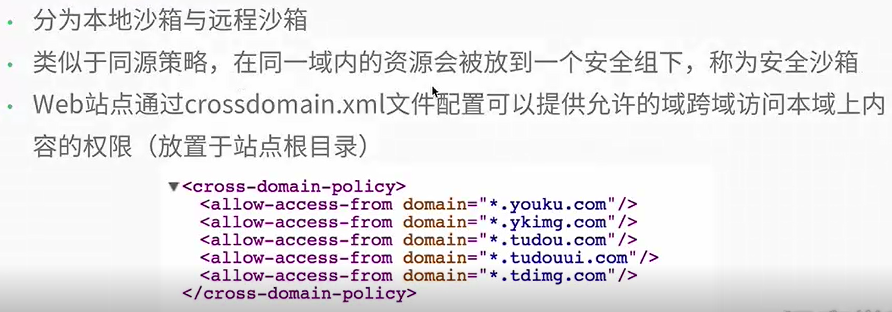 分为本地沙箱与远程沙箱
类似于同源策略，在同一域内的资源会被放到一个安全组下，称为安全沙箱
Web站点通过crossdomain.xml文件配置可以提供允许的域跨域访问本域上内
容的权限（放置于站点根目录）
▼<cross-domain-policy>
<allow-access-from domain="*.youku.com"/>
<allow-access-from domain="*.ykimg.com"/>
<allow-access-from domain="*.tudou.com"/>
<allow-access-from domain="*.tudouui.com"/>
<allow-access-from domain="*.tdimg.com"/>
</cross-domain-policy>